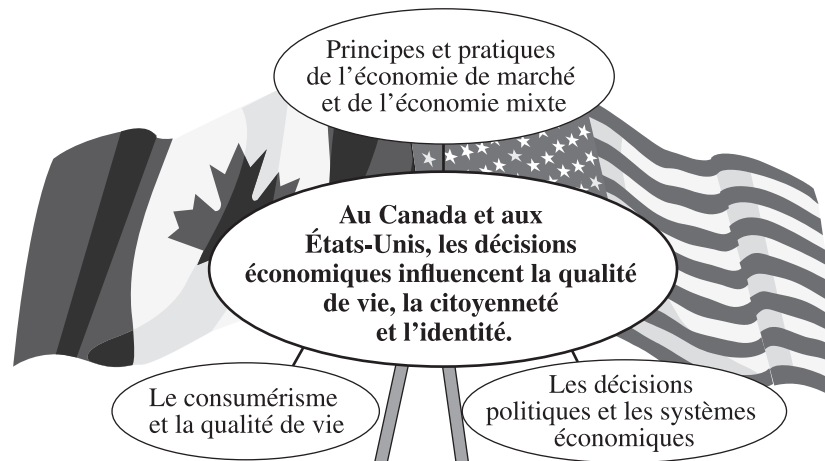 Principes et pratiques
de l’économie de marché
et de l’économie mixte
Au Canada et aux
États-Unis, les décisions
économiques influencent la qualité
de vie, la citoyenneté
et l’identité.
Le consumérisme
et la qualité de vie
Les décisions
politiques et les systèmes
économiques